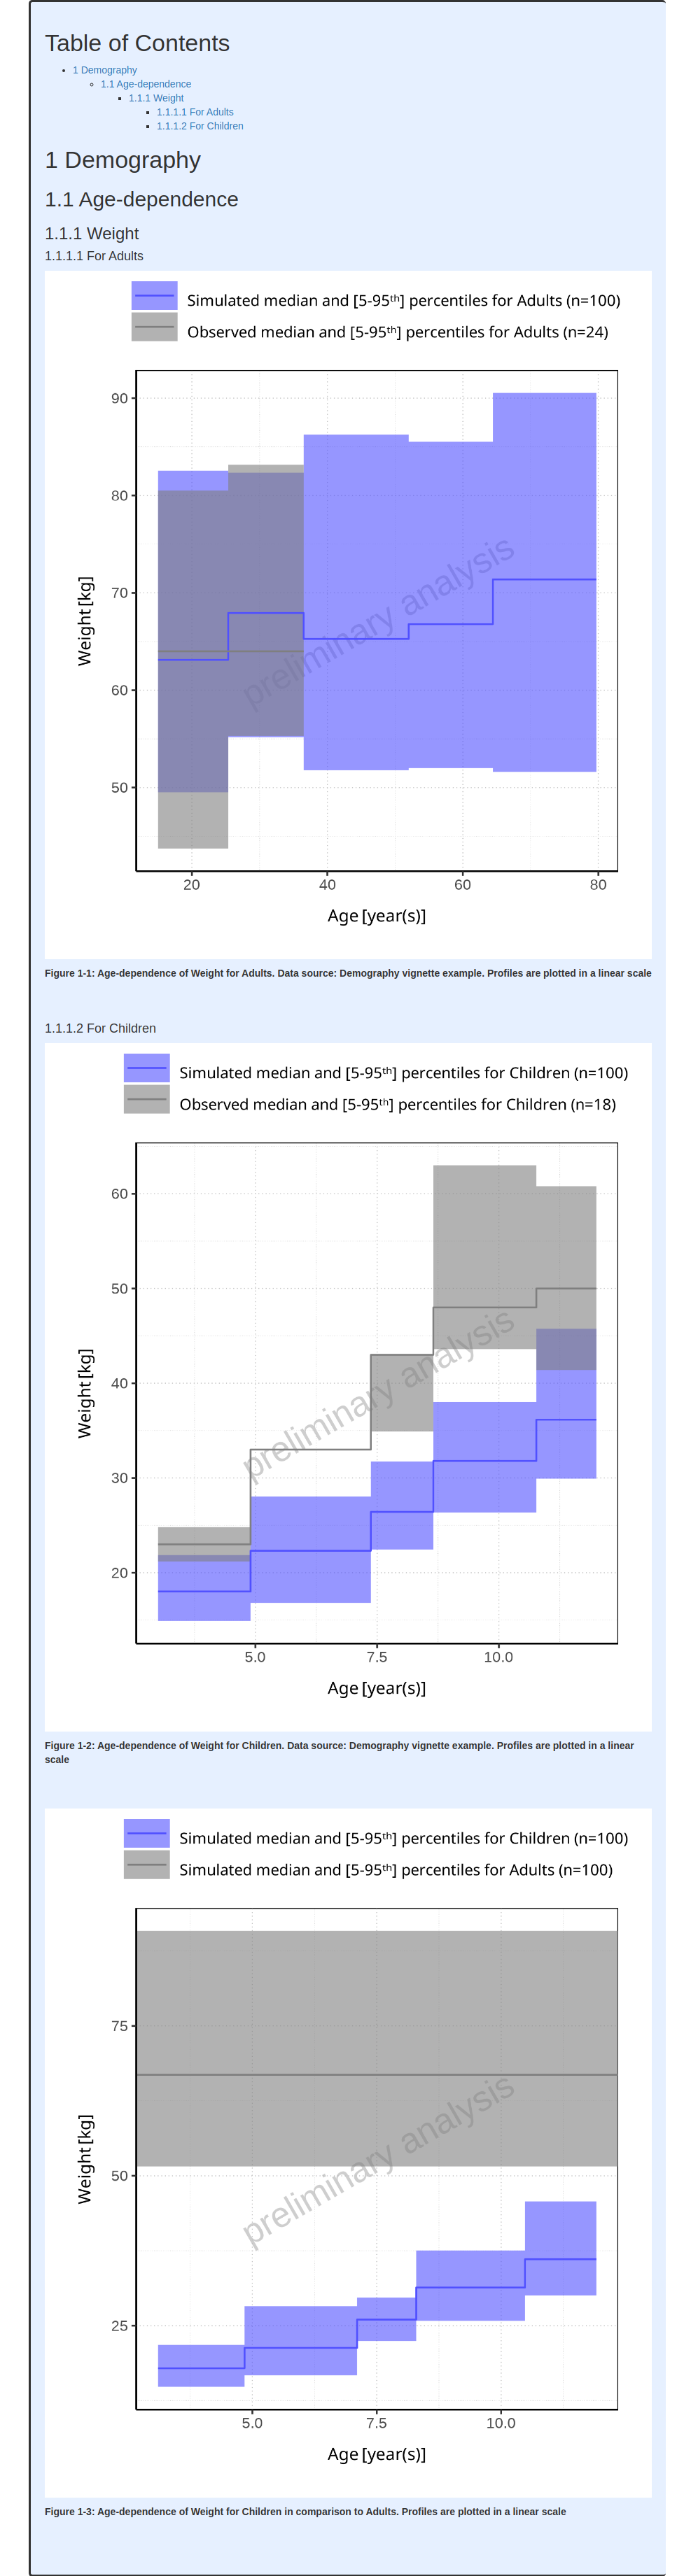 Table of Contents
1 Demography
1.1 Age-dependence
1.1.1 Weight
1.1.1.1 For Adults
1.1.1.2 For Children
1 Demography
1.1 Age-dependence
1.1.1 Weight
1.1.1.1 For Adults
Simulated median and [5-95th] percentiles for Adults (n=100)
Observed median and [5-95th] percentiles for Adults (n=24)
90
80
70
60
50
Weight [kg]
preliminary analysis
20 40 60 80
Age [year(s)]
Figure 1-1: Age-dependence of Weight for Adults. Data source: Demography vignette example. Profiles are plotted in a linear scale
1.1.1.2 For Children
Simulated median and [5-95th] percentiles for Children (n=100)
Observed median and [5-95th] percentiles for Children (n=18)
60
50
40
30
20
Weight [kg]
preliminary analysis
5.0 7.5 10.0
Age [year(s)]
Figure 1-2: Age-dependence of Weight for Children. Data source: Demography vignette example. Profiles are plotted in a linear
scale
Simulated median and [5-95th] percentiles for Children (n=100)
Simulated median and [5-95th] percentiles for Adults (n=100)
75
50
25
Weight [kg]
preliminary analysis
5.0 7.5 10.0
Age [year(s)]
Figure 1-3: Age-dependence of Weight for Children in comparison to Adults. Profiles are plotted in a linear scale